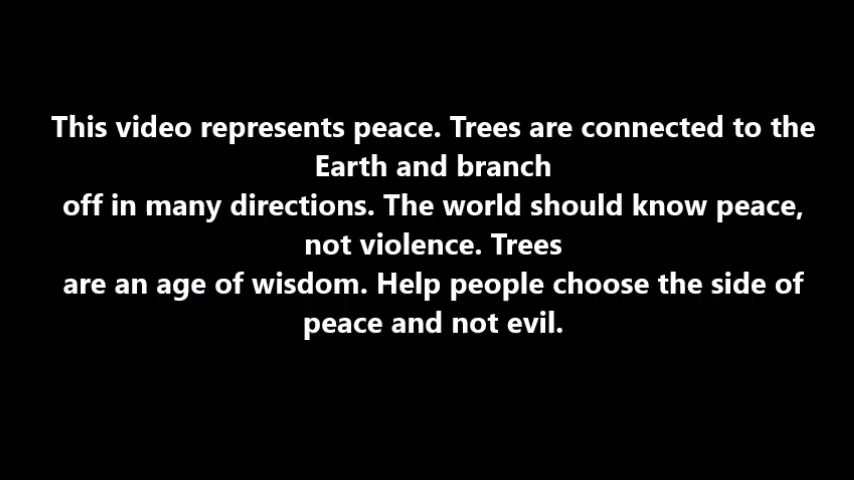 This video represents peace. Trees are connected to the
Earth and branch
off in many directions. The world should know peace,
not violence. Trees
are an age of wisdom. Help people choose the side of
peace and not evil.